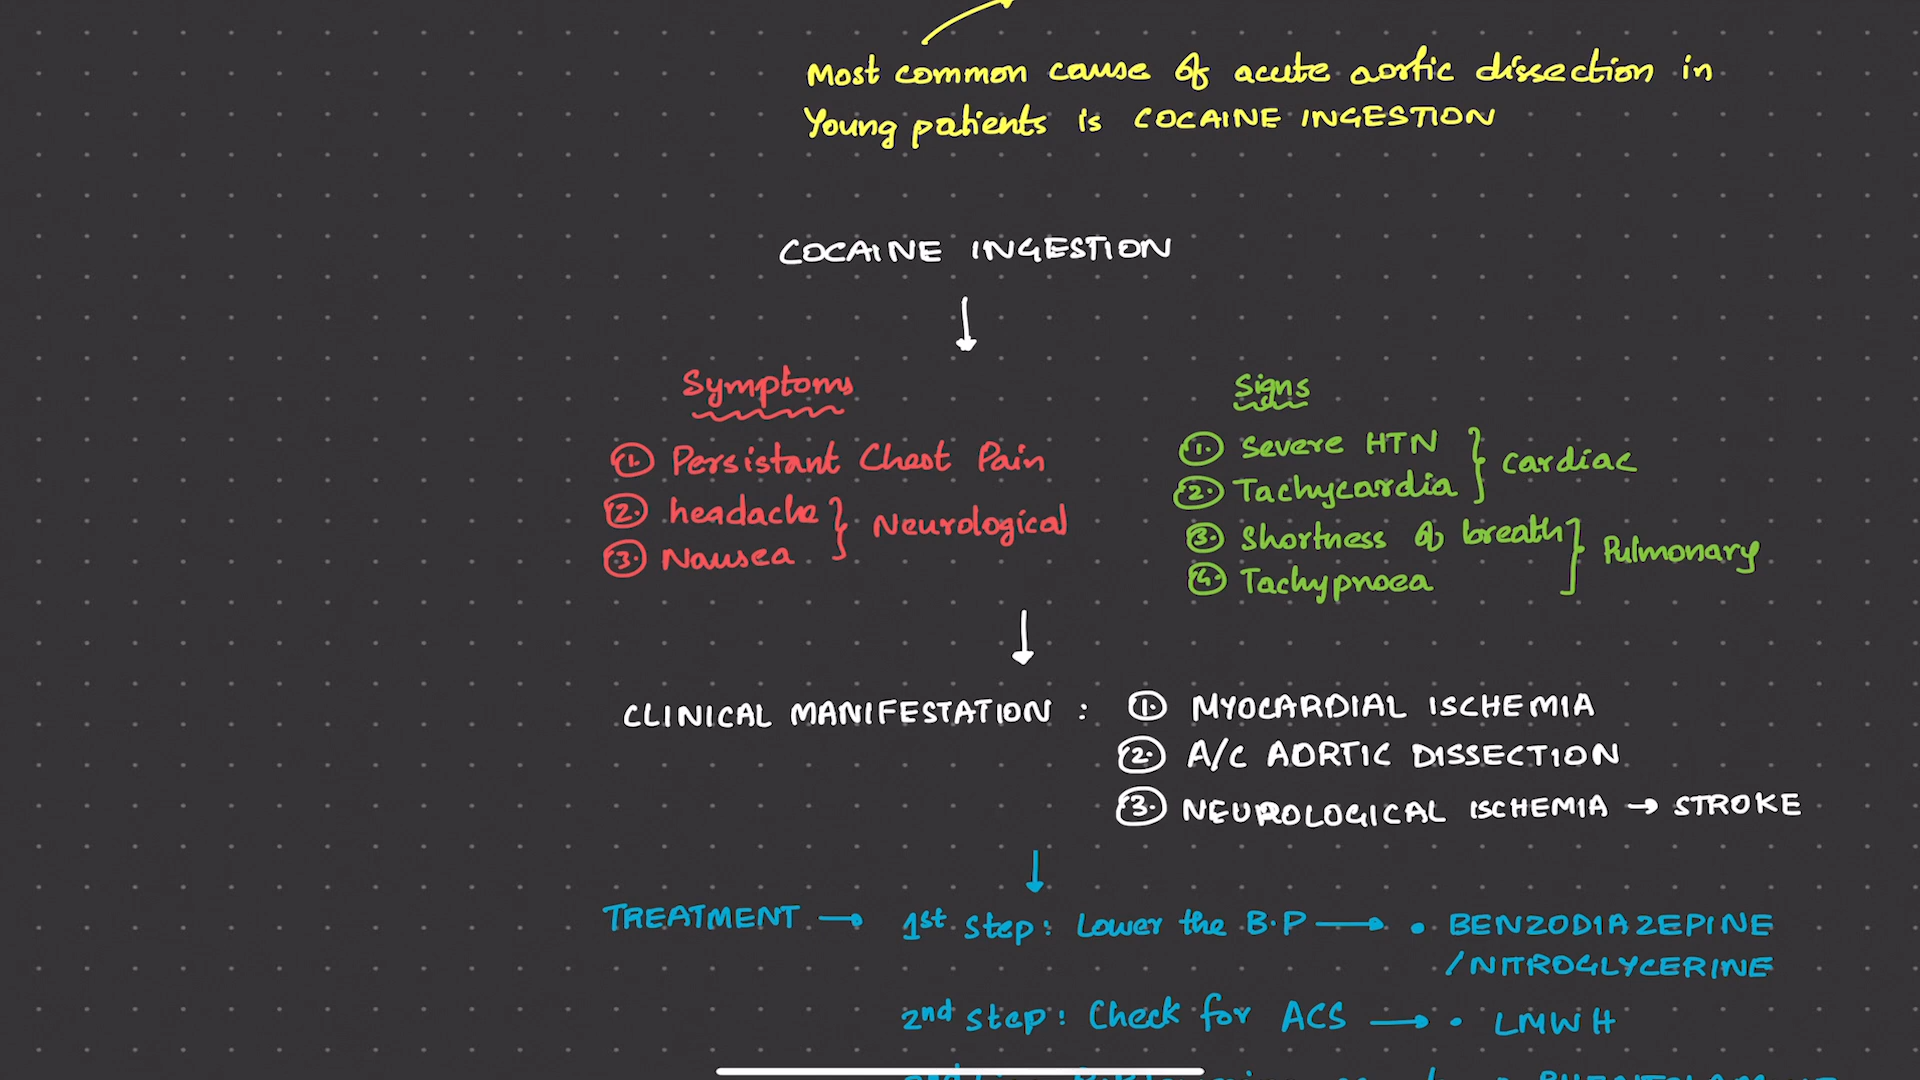 Most common cause of acute aortic dissection in
Young patients is COCAINE INGESTION
COCAINE INGESTION
Symptoms
① Persistant Chest Pain
② headache
③ Nausea
Neurological
Signs
① Severe HTN
② Tachycardia
Cardiac
③ Shortness of breath
④ Tachypnoea
Pulmonary
CLINICAL MANIFESTATION : ① MYOCARDIAL ISCHEMIA
② A/C AORTIC DISSECTION
③ NEUROLOGICAL ISCHEMIA → STROKE
TREATMENT → 1st Step: Lower the B.P → • BENZODIAZEPINE
/NITROGLYCERINE
2nd step: Check for ACS → • LMWH